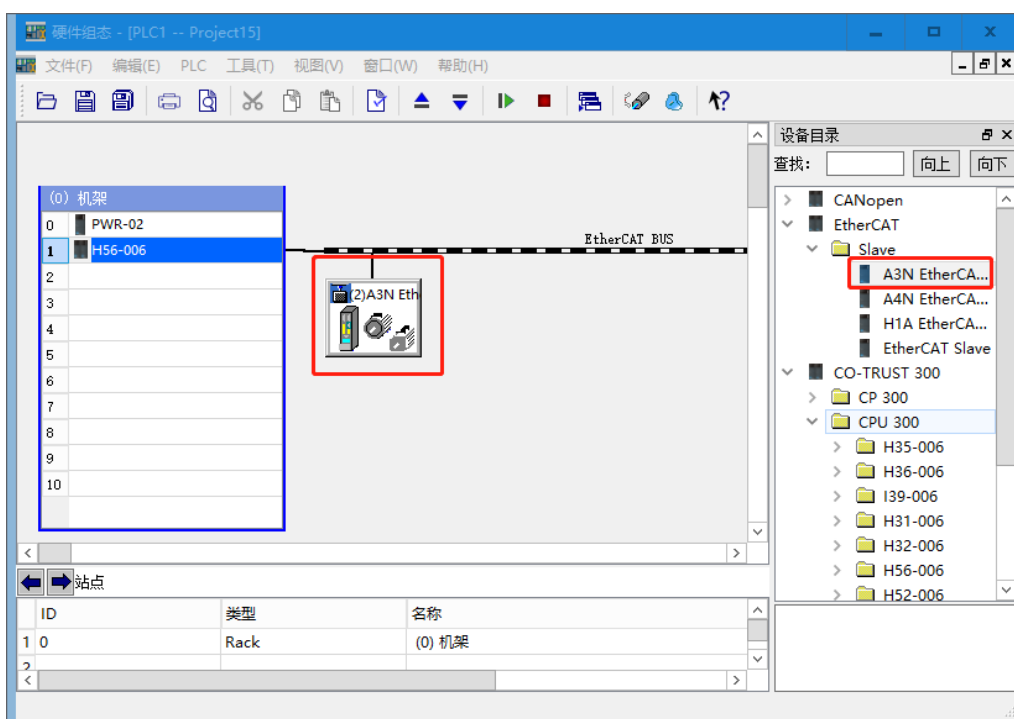 硬件组态 - [PLC1 -- Project15]
文件(F) 编辑(E) PLC 工具(T) 视图(V) 窗口(W) 帮助(H)
设备目录
查找: 向上 向下
(0) 机架
0 PWR-02
1 H56-006
2
3
4
5
6
7
8
9
10
EtherCAT BUS
(2)A3N Eth
CANopen
EtherCAT
Slave
A3N EtherCA...
A4N EtherCA...
H1A EtherCA...
EtherCAT Slave
CO-TRUST 300
CP 300
CPU 300
H35-006
H36-006
I39-006
H31-006
H32-006
H56-006
H52-006
站点
ID 类型 名称
1 0 Rack (0) 机架
2